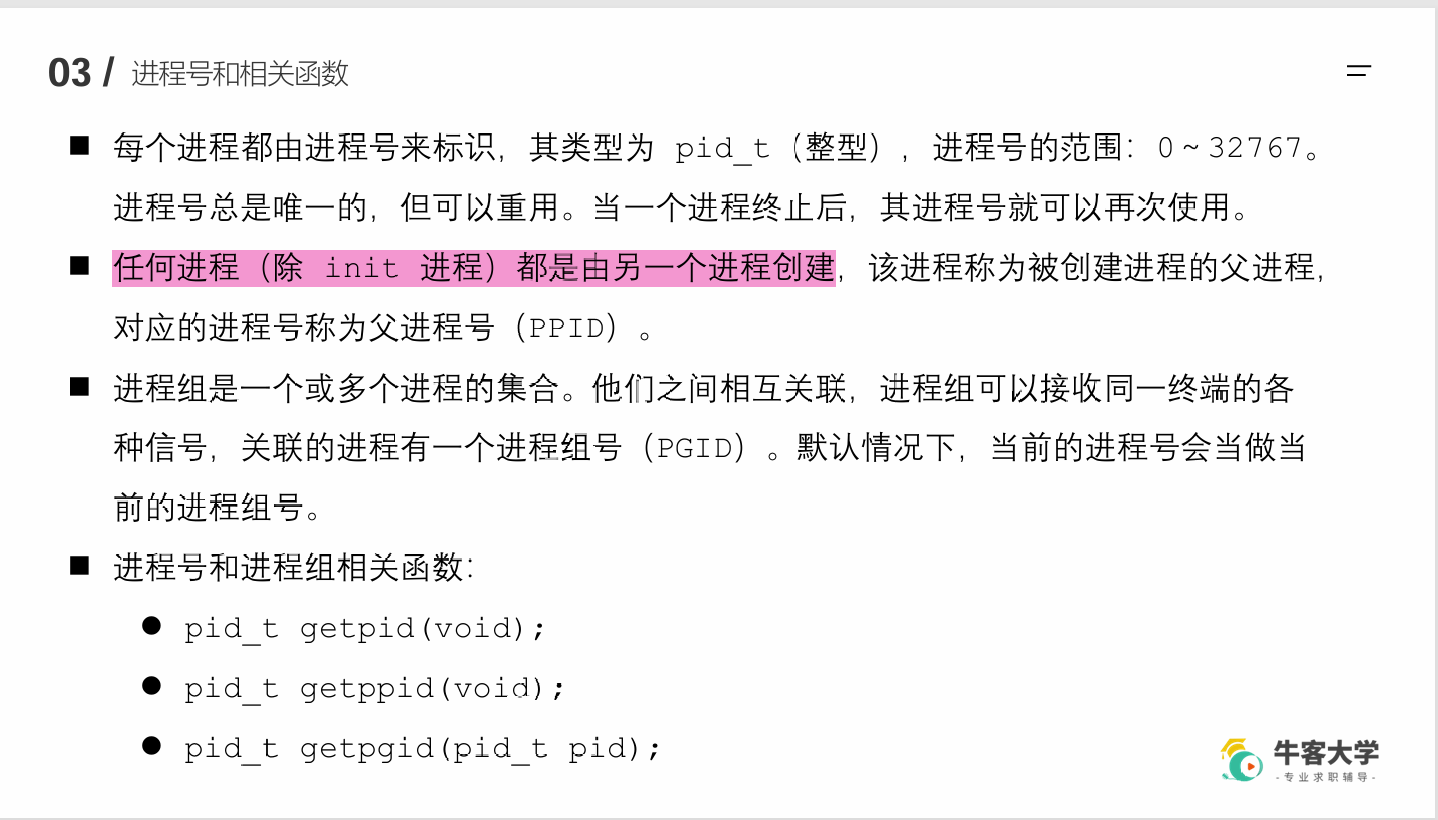 03 / 进程号和相关函数
■ 每个进程都由进程号来标识，其类型为 pid_t（整型），进程号的范围：0～32767。
进程号总是唯一的，但可以重用。当一个进程终止后，其进程号就可以再次使用。
■ 任何进程（除 init 进程）都是由另一个进程创建，该进程称为被创建进程的父进程，
对应的进程号称为父进程号（PPID）。
■ 进程组是一个或多个进程的集合。他们之间相互关联，进程组可以接收同一终端的各
种信号，关联的进程有一个进程组号（PGID）。默认情况下，当前的进程号会当做当
前的进程组号。
■ 进程号和进程组相关函数：
● pid_t getpid(void);
● pid_t getppid(void);
● pid_t getpgid(pid_t pid);
牛客大学
-专业求职辅导-